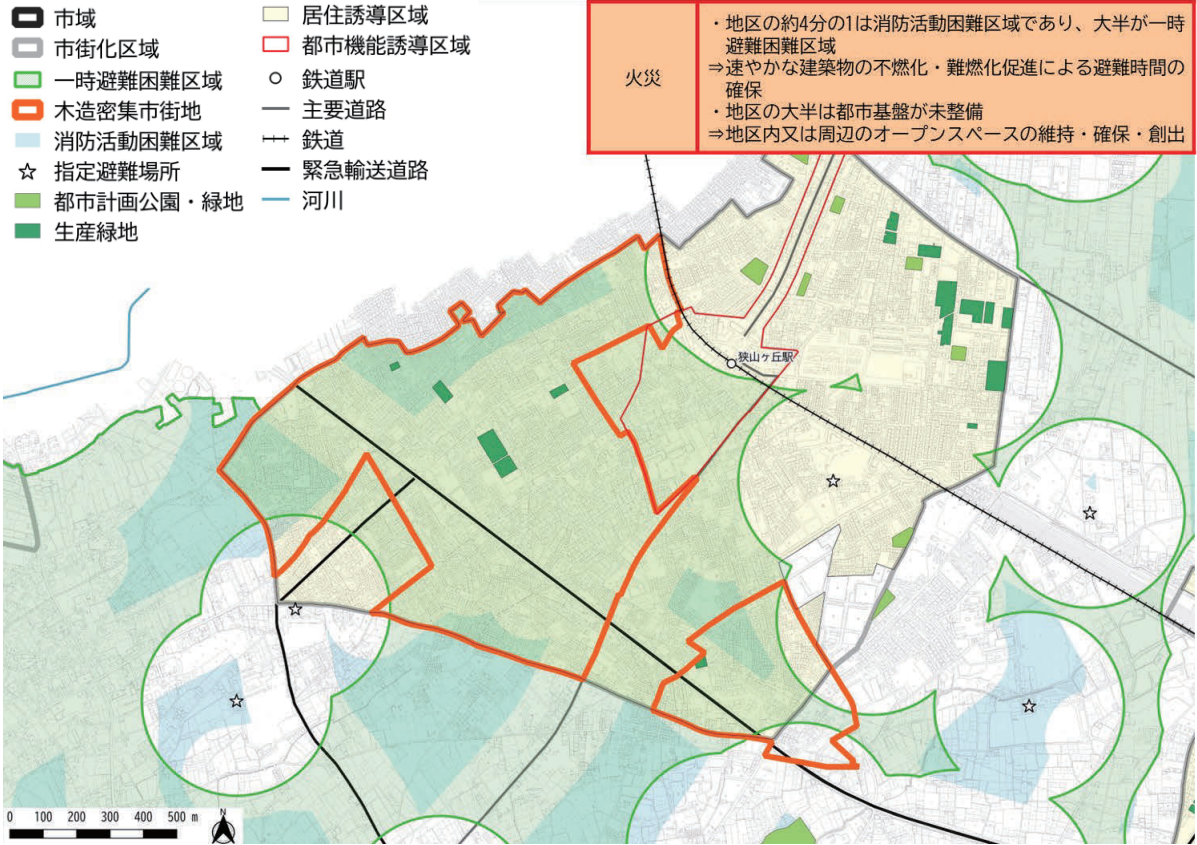 市域
市街化区域
一時避難困難区域
木造密集市街地
消防活動困難区域
指定避難場所
都市計画公園・緑地
生産緑地
居住誘導区域
都市機能誘導区域
鉄道駅
主要道路
鉄道
緊急輸送道路
河川
火災
・地区の約4分の1は消防活動困難区域であり、大半が一時
避難困難区域
⇒速やかな建築物の不燃化・難燃化促進による避難時間の
確保
・地区の大半は都市基盤が未整備
⇒地区内又は周辺のオープンスペースの維持・確保・創出
狭山ヶ丘駅
0 100 200 300 400 500 m
N